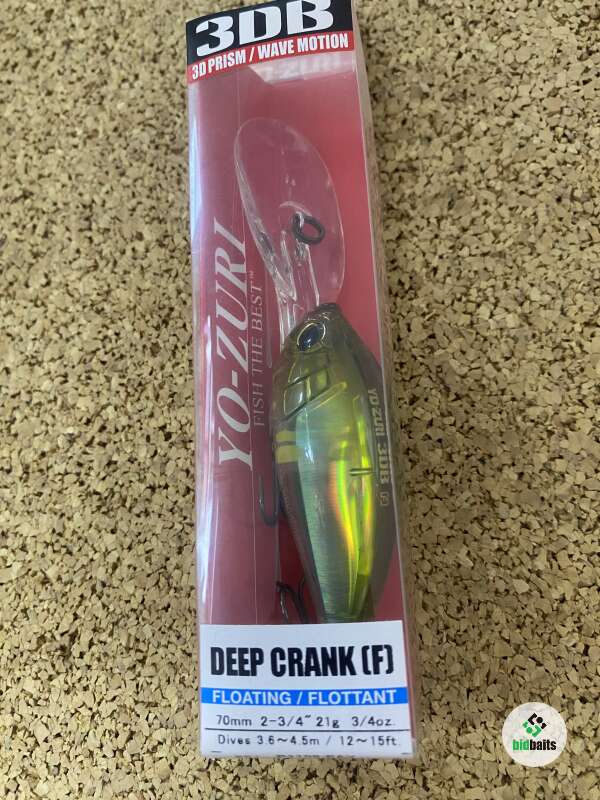 3DB
3D PRISM / WAVE MOTION
YO-ZURI
FISH THE BEST™
YO-ZURI 3DB
DEEP CRANK (F)
FLOATING / FLOTTANT
70mm 2-3/4" 21g 3/4oz.
Dives 3.6～4.5m / 12～15ft.
bidbaits